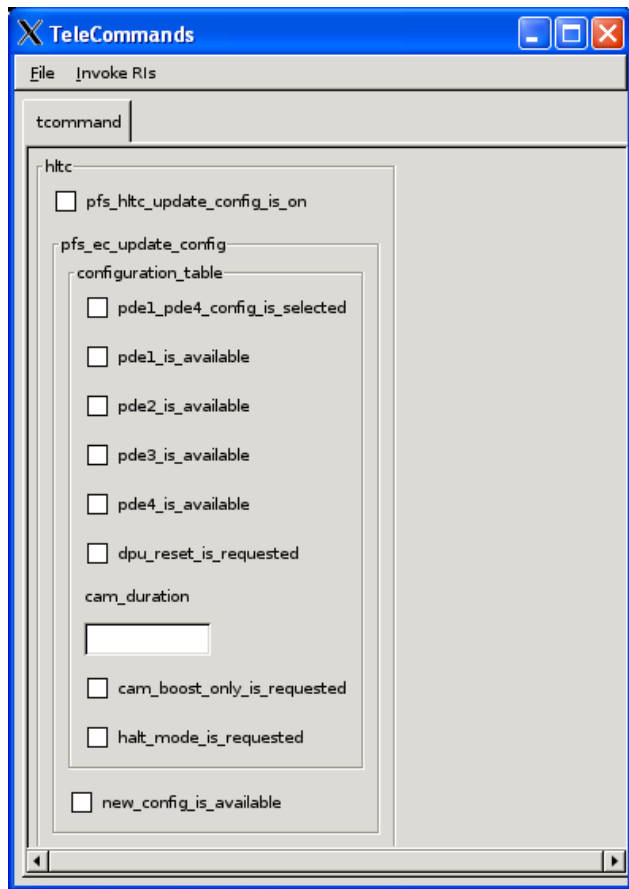 TeleCommands
File Invoke RIs
tcommand
hltc
pfs_hltc_update_config_is_on
pfs_ec_update_config
configuration_table
pde1_pde4_config_is_selected
pde1_is_available
pde2_is_available
pde3_is_available
pde4_is_available
dpu_reset_is_requested
cam_duration
cam_boost_only_is_requested
halt_mode_is_requested
new_config_is_available